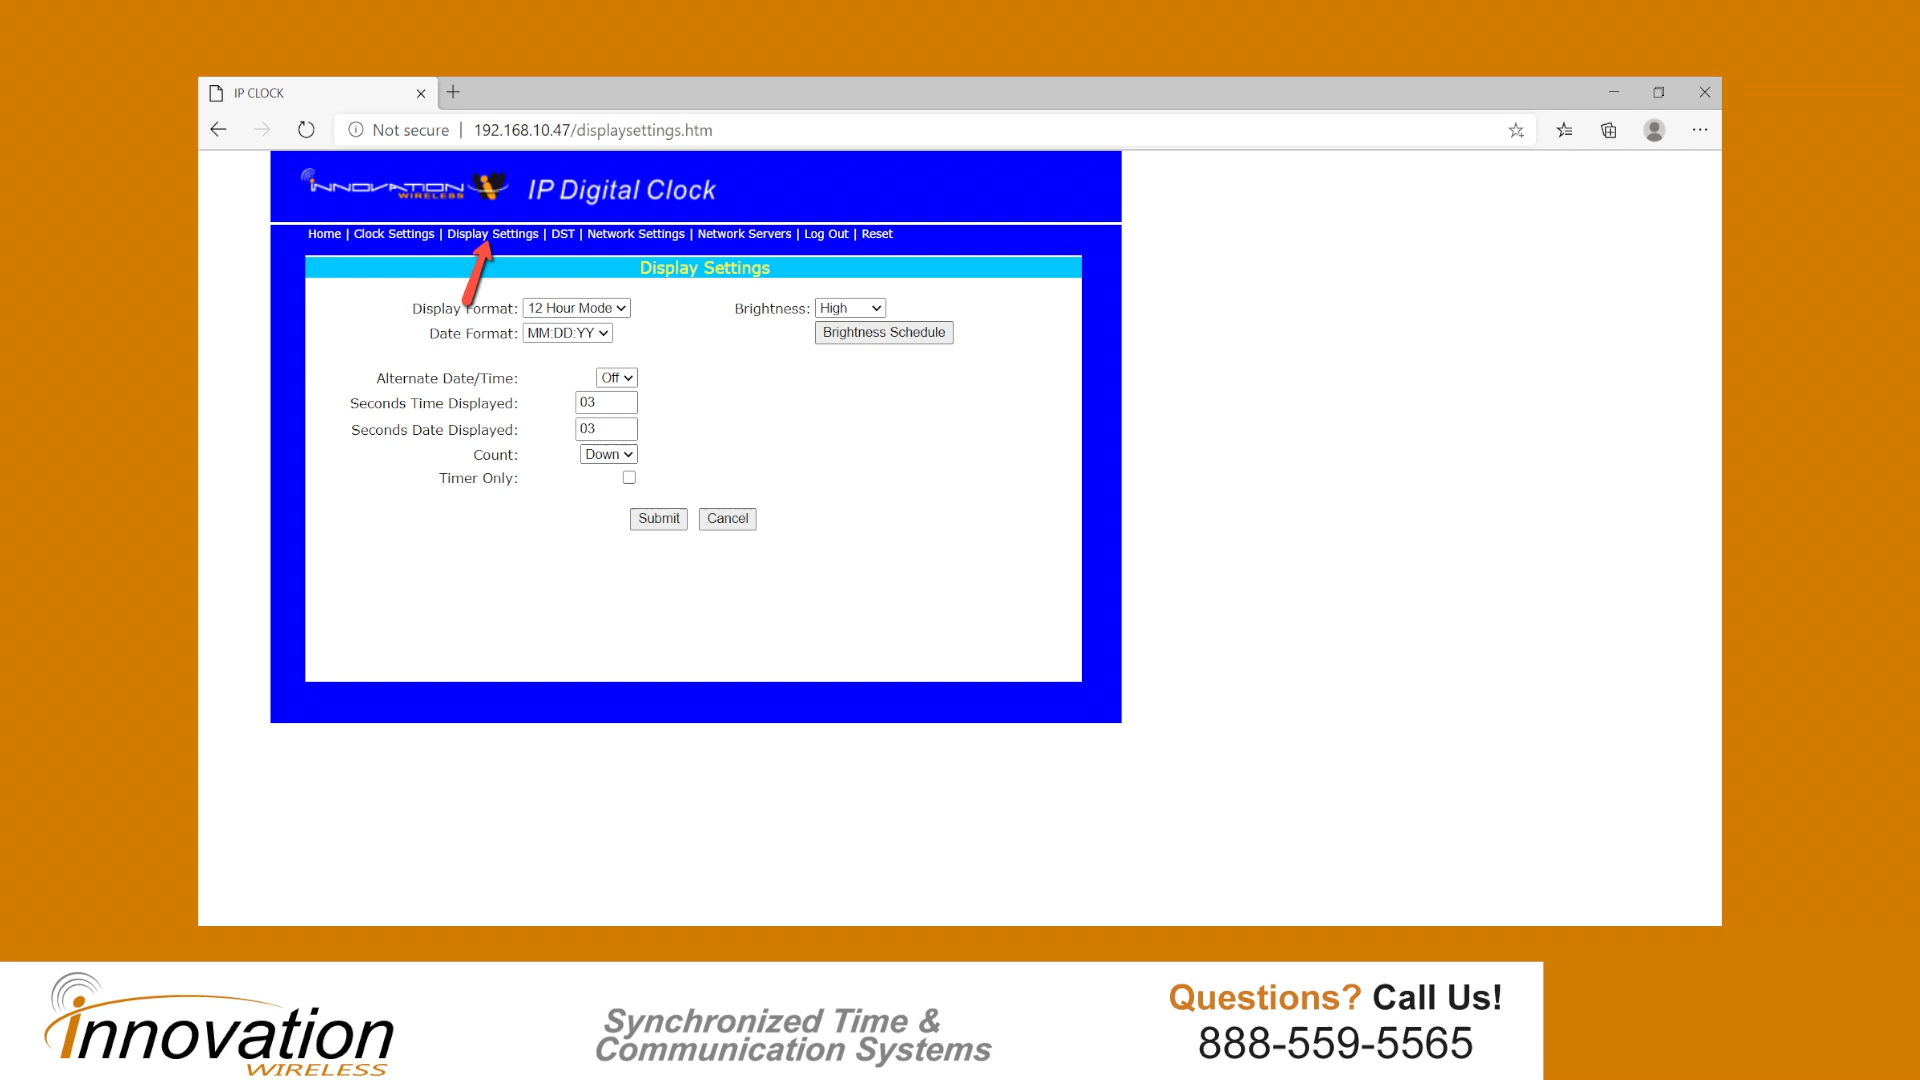 IP CLOCK
Not secure | 192.168.10.47/displaysettings.htm
INNOVATION WIRELESS IP Digital Clock
Home | Clock Settings | Display Settings | DST | Network Settings | Network Servers | Log Out | Reset
Display Settings
Display Format: 12 Hour Mode Brightness: High
Date Format: MM:DD:YY Brightness Schedule
Alternate Date/Time: Off
Seconds Time Displayed: 03
Seconds Date Displayed: 03
Count: Down
Timer Only:
Submit Cancel
innovation
WIRELESS
Synchronized Time &
Communication Systems
Questions? Call Us!
888-559-5565